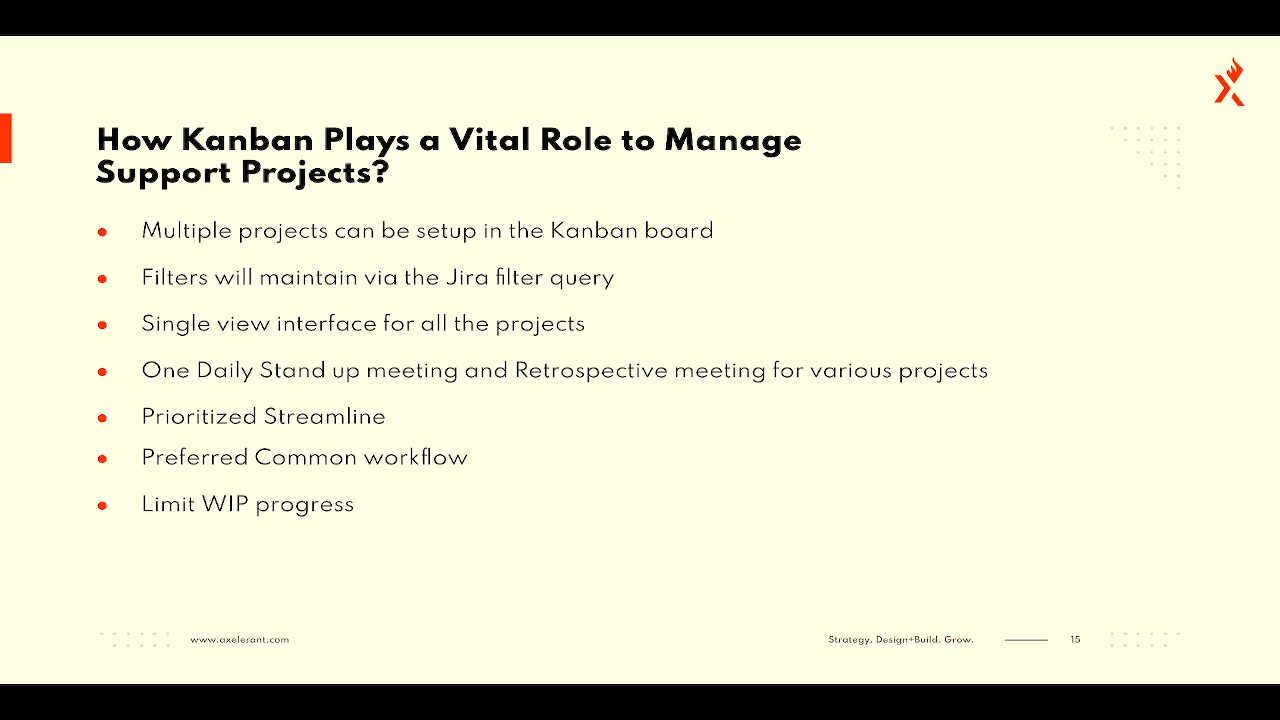 How Kanban Plays a Vital Role to Manage
Support Projects?
Multiple projects can be setup in the Kanban board
Filters will maintain via the Jira filter query
Single view interface for all the projects
One Daily Stand up meeting and Retrospective meeting for various projects
Prioritized Streamline
Preferred Common workflow
Limit WIP progress
www.axelerant.com
Strategy. Design+Build. Grow.
15